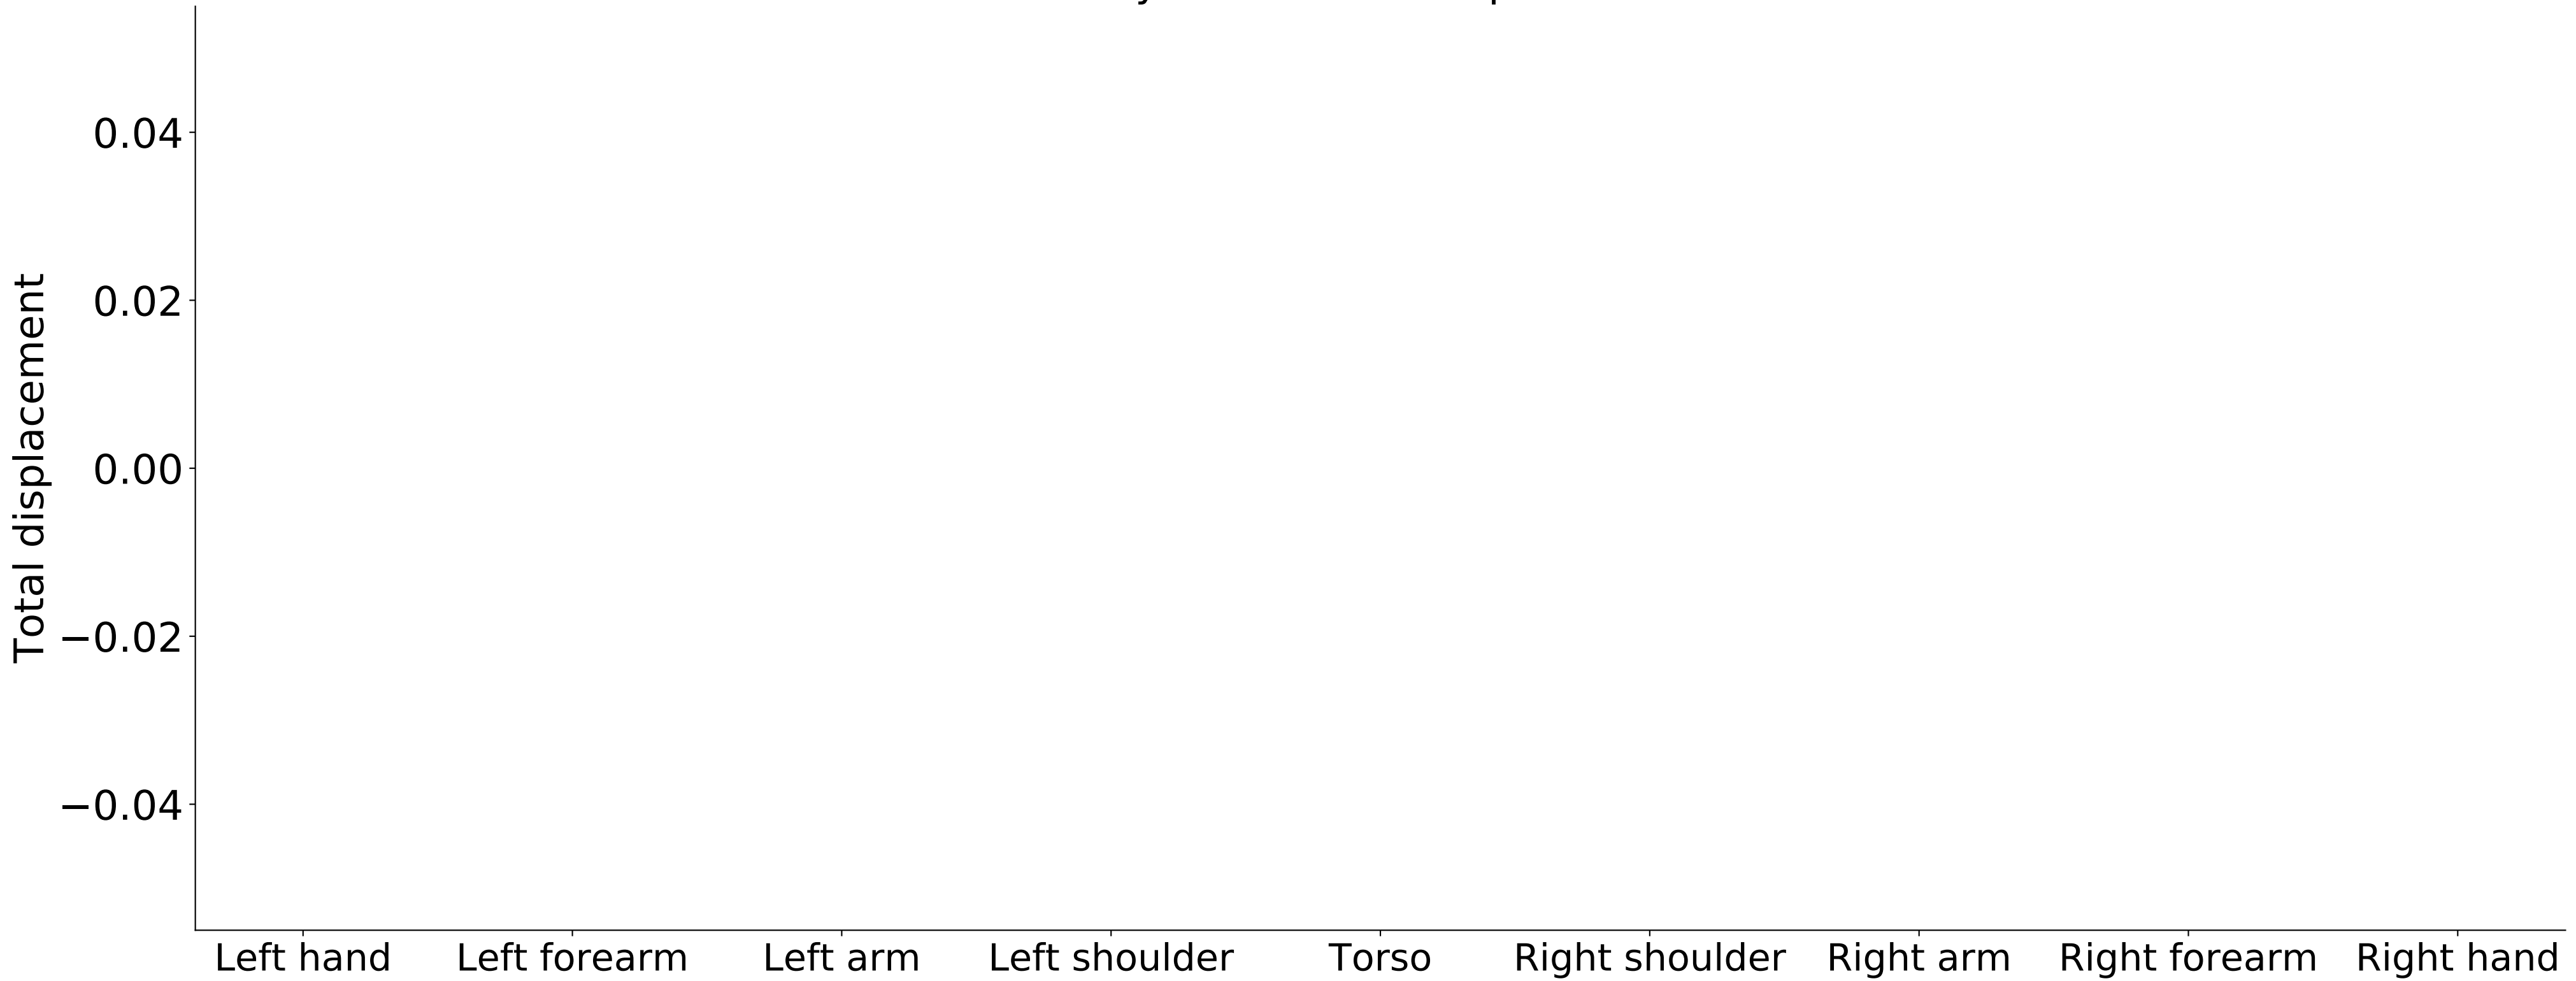 0.04
0.02
0.00
−0.02
−0.04
Total displacement
Left hand Left forearm Left arm Left shoulder Torso Right shoulder Right arm Right forearm Right hand